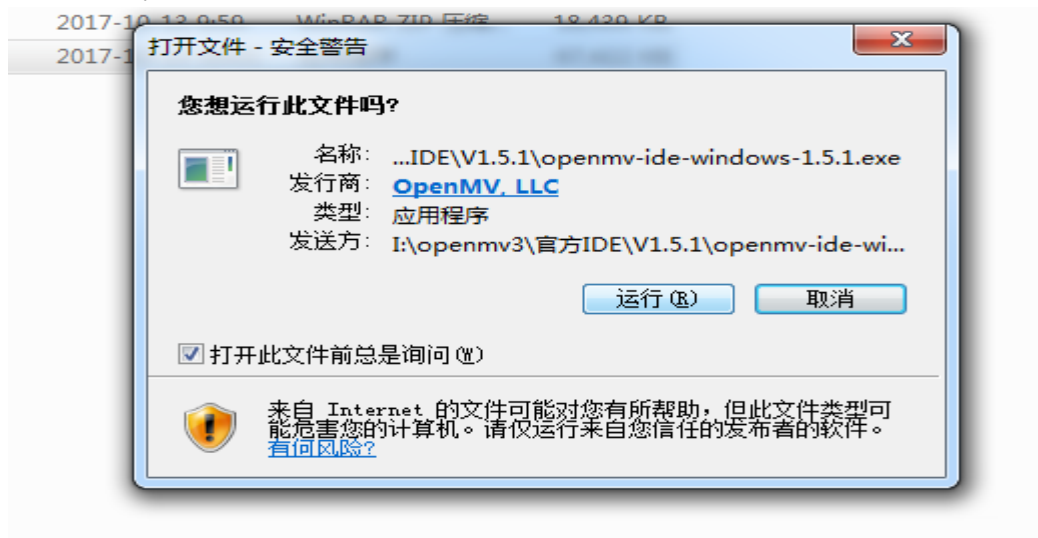 2017-10-13 9:59 WinRAR ZIP 压缩... 18,439 KB
2017-1
打开文件 - 安全警告
您想运行此文件吗?
名称: ...IDE\V1.5.1\openmv-ide-windows-1.5.1.exe
发行商: OpenMV, LLC
类型: 应用程序
发送方: I:\openmv3\官方IDE\V1.5.1\openmv-ide-wi...
运行(R) 取消
打开此文件前总是询问(W)
来自 Internet 的文件可能对您有所帮助，但此文件类型可
能危害您的计算机。请仅运行来自您信任的发布者的软件。
有何风险?